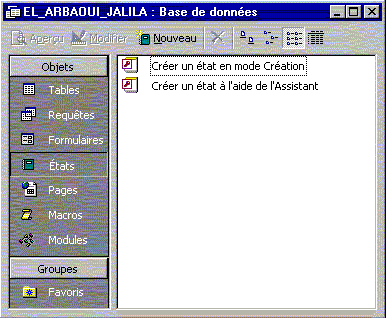 EL_ARBAOUI_JALILA : Base de données
Aperçu Modifier Nouveau
Objets
Tables
Requêtes
Formulaires
États
Pages
Macros
Modules
Groupes
Favoris
Créer un état en mode Création
Créer un état à l'aide de l'Assistant